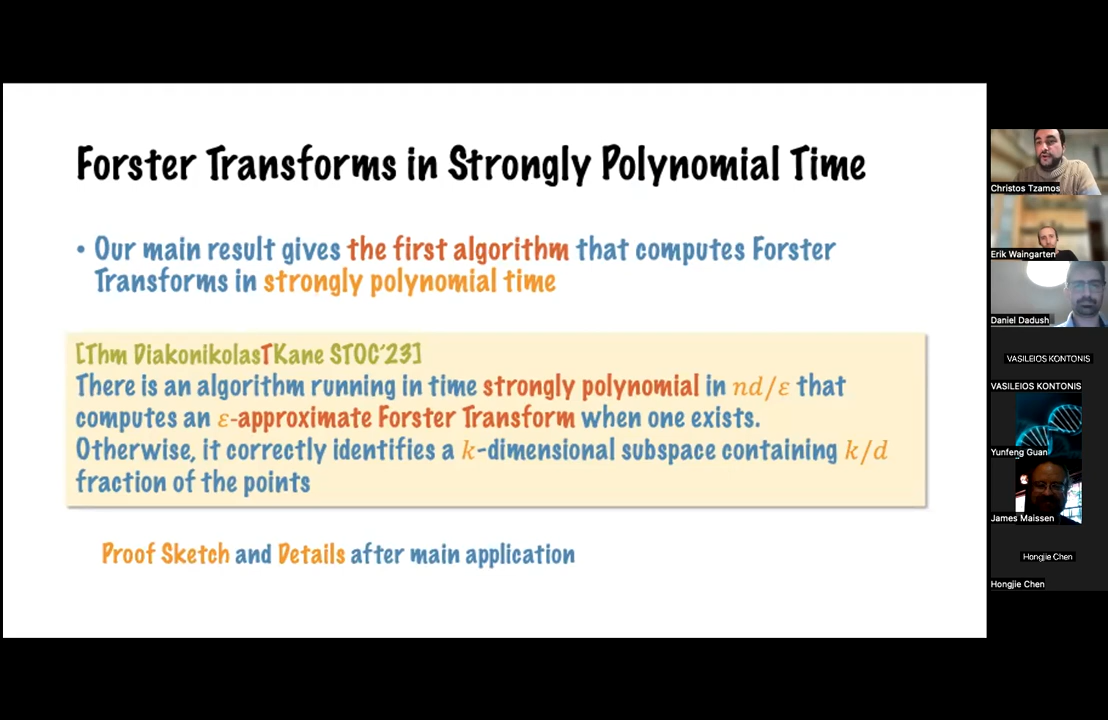 Forster Transforms in Strongly Polynomial Time
• Our main result gives the first algorithm that computes Forster
Transforms in strongly polynomial time
[Thm DiakonikolasTKane STOC'23]
There is an algorithm running in time strongly polynomial in nd/ε that
computes an ε-approximate Forster Transform when one exists.
Otherwise, it correctly identifies a k-dimensional subspace containing k/d
fraction of the points
Proof Sketch and Details after main application
Christos Tzamos
Erik Waingarten
Daniel Dadush
VASILEIOS KONTONIS
VASILEIOS KONTONIS
Yunfeng Guan
James Maissen
Hongjie Chen
Hongjie Chen